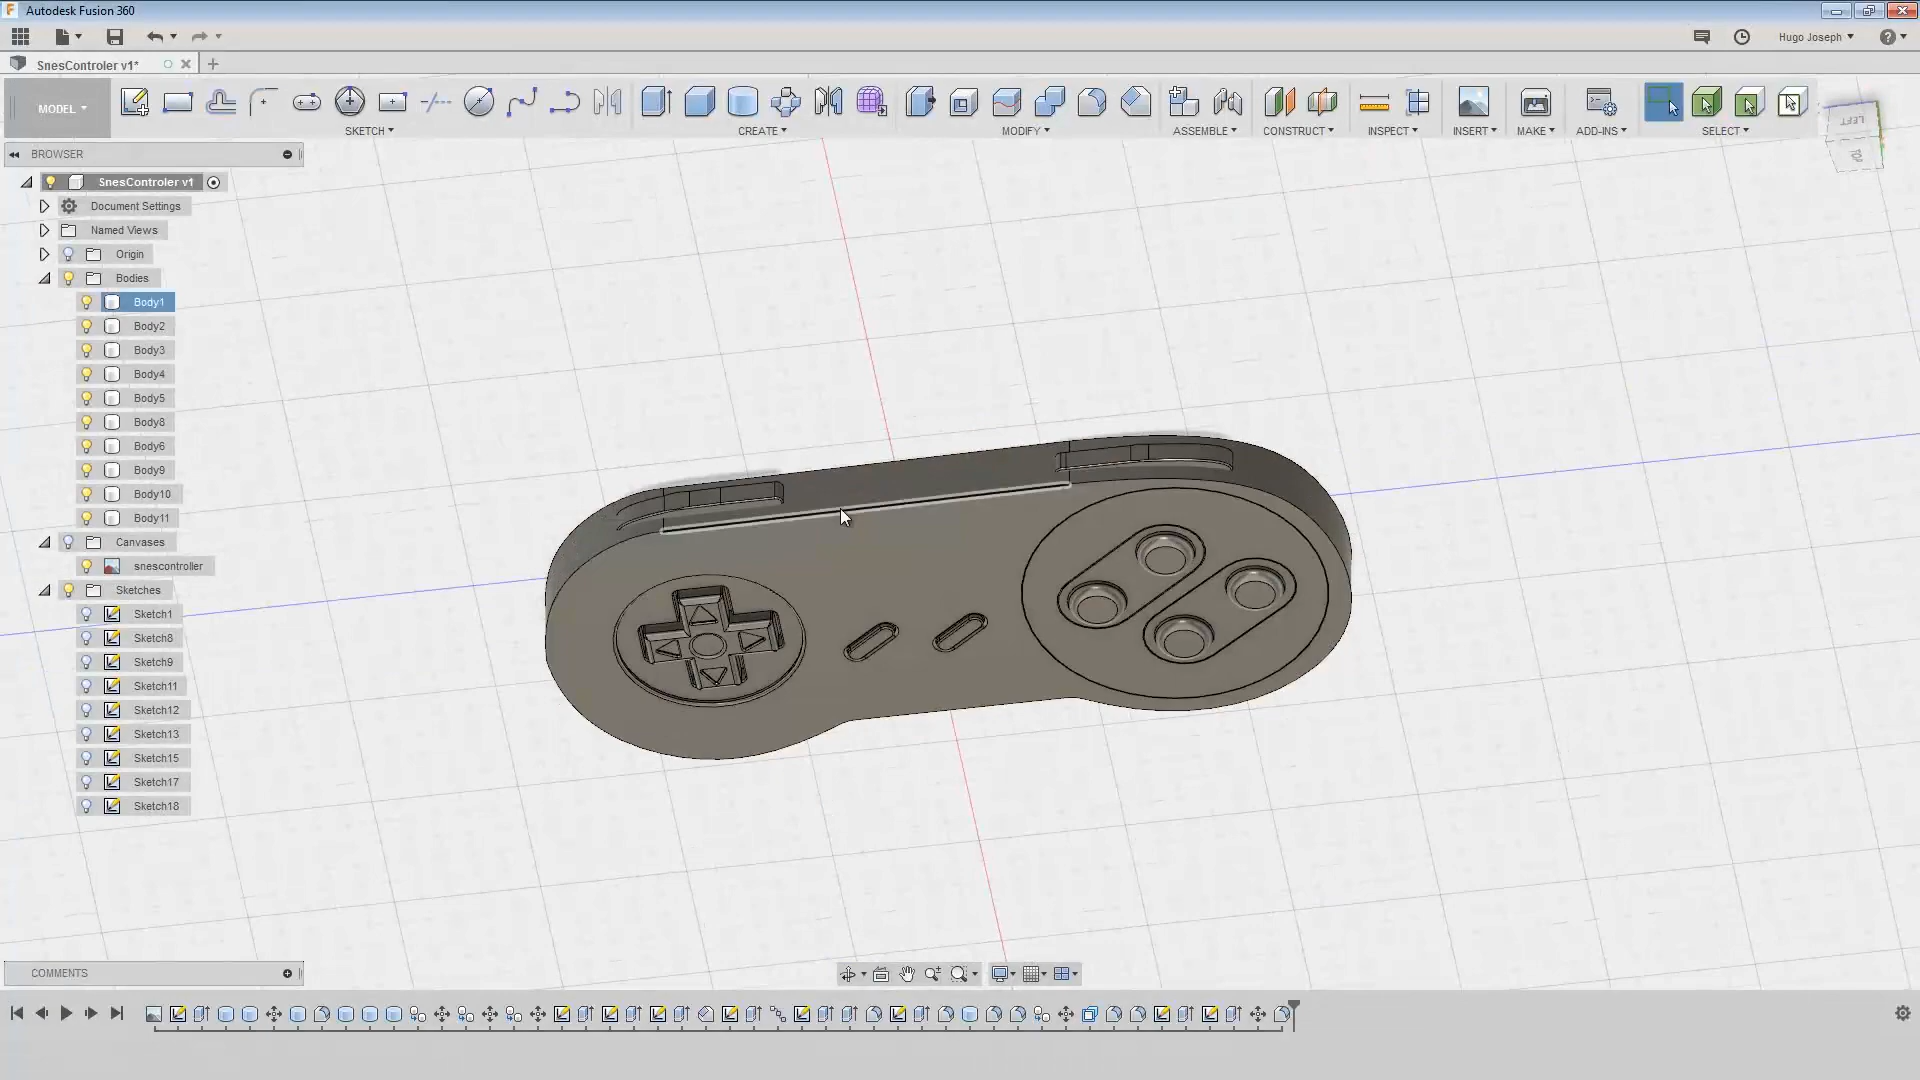 Autodesk Fusion 360
Hugo Joseph
SnesControler v1*
MODEL
SKETCH
CREATE
MODIFY
ASSEMBLE
CONSTRUCT
INSPECT
INSERT
MAKE
ADD-INS
SELECT
LEFT
TOP
BROWSER
SnesControler v1
Document Settings
Named Views
Origin
Bodies
Body1
Body2
Body3
Body4
Body5
Body8
Body6
Body9
Body10
Body11
Canvases
snescontroller
Sketches
Sketch1
Sketch8
Sketch9
Sketch11
Sketch12
Sketch13
Sketch15
Sketch17
Sketch18
COMMENTS